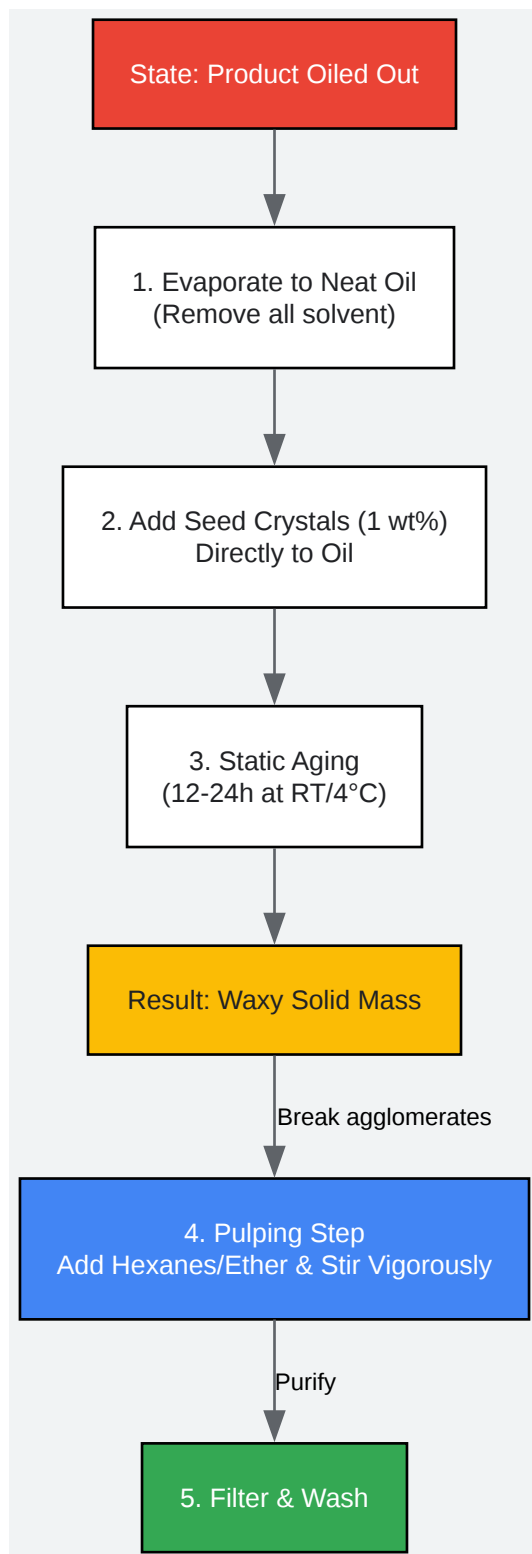 State: Product Oiled Out
1. Evaporate to Neat Oil
(Remove all solvent)
2. Add Seed Crystals (1 wt%)
Directly to Oil
3. Static Aging
(12-24h at RT/4°C)
Result: Waxy Solid Mass
Break agglomerates
4. Pulping Step
Add Hexanes/Ether & Stir Vigorously
Purify
5. Filter & Wash